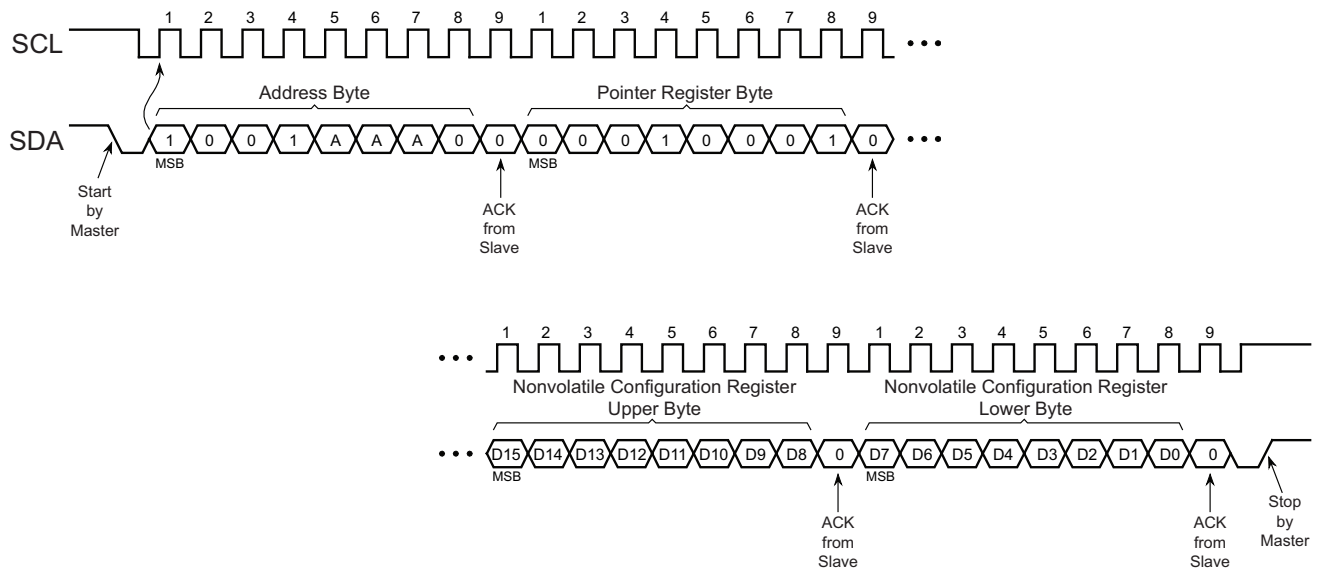 1 2 3 4 5 6 7 8 9 1 2 3 4 5 6 7 8 9
SCL
Address Byte
Pointer Register Byte
SDA
1 0 0 1 A A A 0 0 0 0 0 1 0 0 0 1 0
MSB
MSB
Start
by
Master
ACK
from
Slave
ACK
from
Slave
1 2 3 4 5 6 7 8 9 1 2 3 4 5 6 7 8 9
Nonvolatile Configuration Register
Upper Byte
Nonvolatile Configuration Register
Lower Byte
D15 D14 D13 D12 D11 D10 D9 D8 0 D7 D6 D5 D4 D3 D2 D1 D0 0
MSB
MSB
ACK
from
Slave
ACK
from
Slave
Stop
by
Master